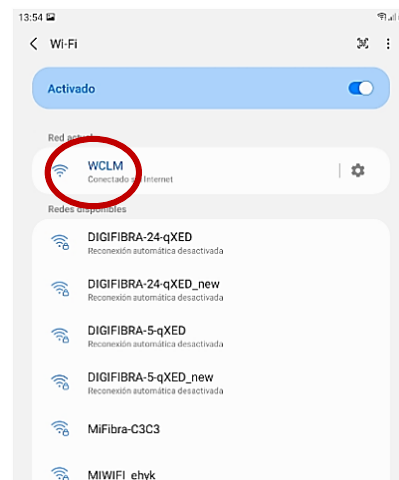 13:54
Wi-Fi
Activado
Red
WCLM
Conectado Internet
Redes disponibles
DIGIFIBRA-24-qXED
Reconexión automática desactivada
DIGIFIBRA-24-qXED_new
Reconexión automática desactivada
DIGIFIBRA-5-qXED
Reconexión automática desactivada
DIGIFIBRA-5-qXED_new
Reconexión automática desactivada
MiFibra-C3C3
MIWIFI_ehyk